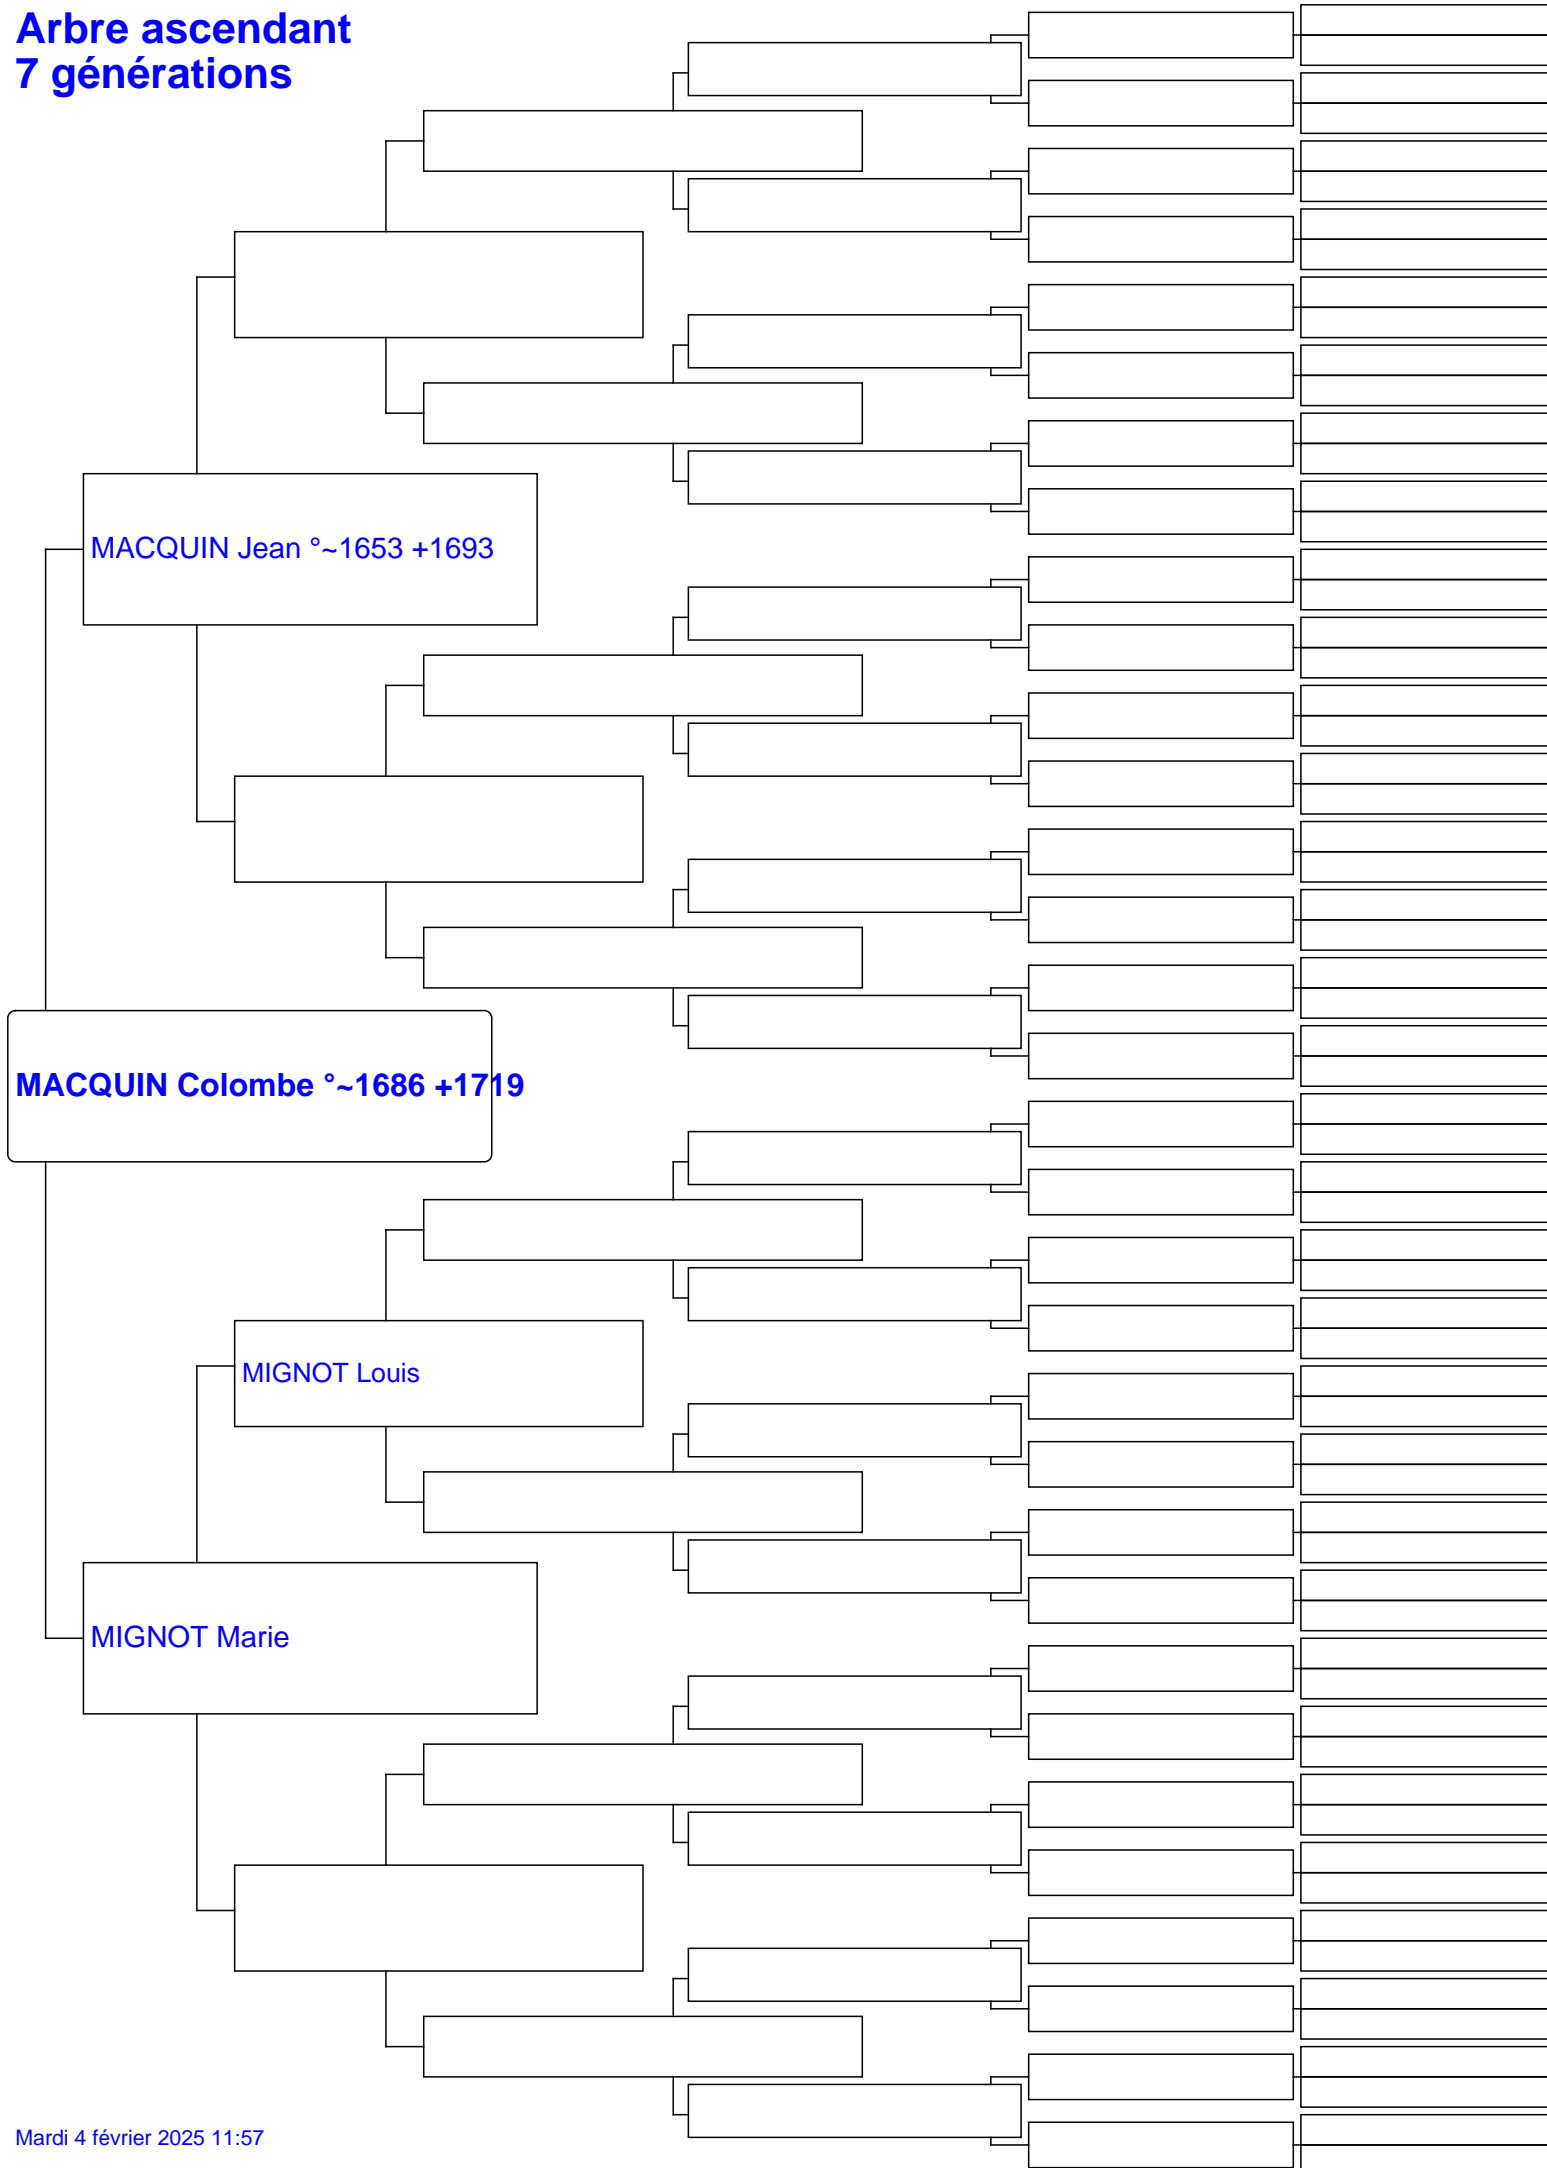 Arbre ascendant
7 générations
MACQUIN Jean °~1653 +1693
MACQUIN Colombe °~1686 +1719
MIGNOT Louis
MIGNOT Marie
Mardi 4 février 2025 11:57